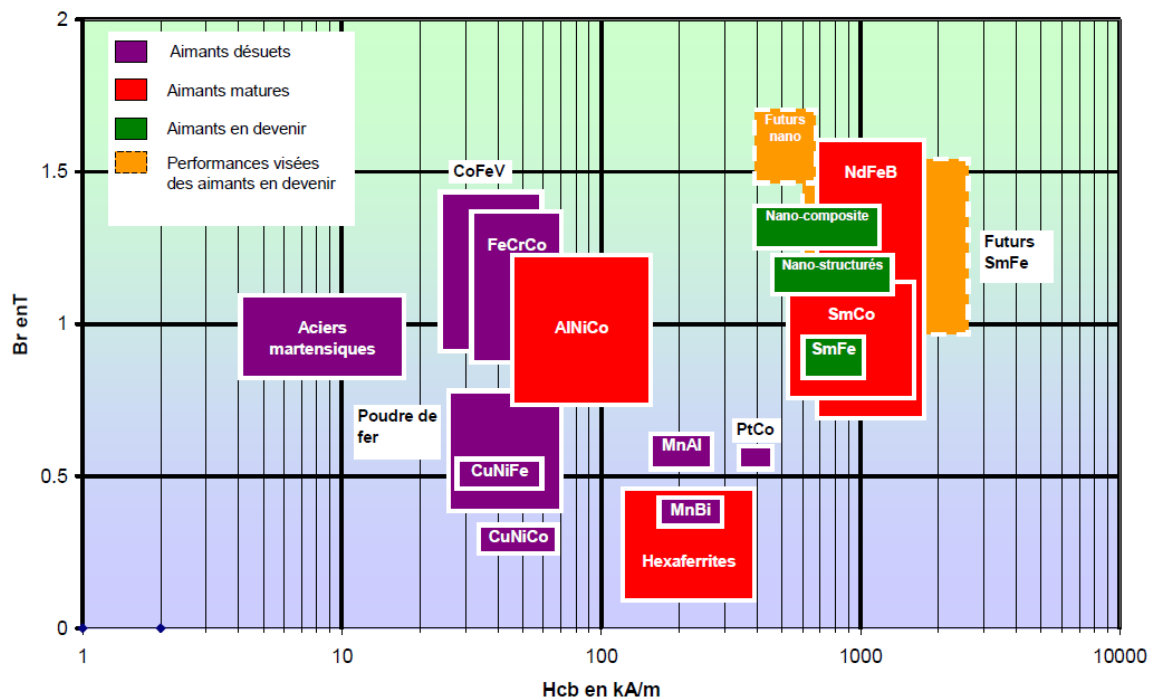 2
1.5
1
0.5
0
Br enT
Aimants désuets
Aimants matures
Aimants en devenir
Performances visées
des aimants en devenir
CoFeV
FeCrCo
Futurs
nano
NdFeB
Nano-composite
Nano-structurés
Futurs
SmFe
Aciers
martensiques
AlNiCo
SmCo
SmFe
Poudre de
fer
CuNiFe
CuNiCo
MnAl
PtCo
MnBi
Hexaferrites
1
10
100
1000
10000
Hcb en kA/m